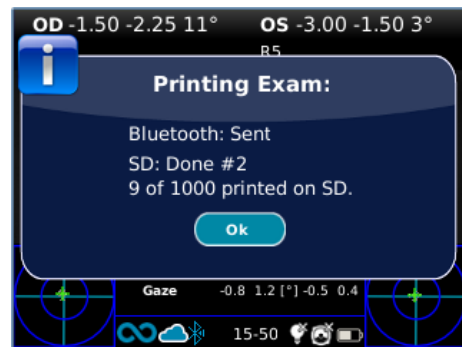 OD -1.50 -2.25 11° OS -3.00 -1.50 3°
R5
Printing Exam:
Bluetooth: Sent
SD: Done #2
9 of 1000 printed on SD.
Ok
Gaze -0.8 1.2 [°] -0.5 0.4
15-50